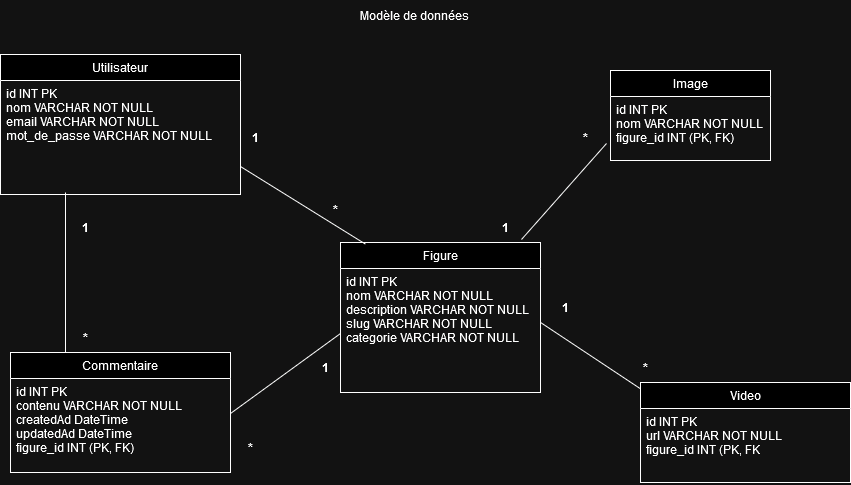 Modèle de données
Utilisateur
id INT PK
nom VARCHAR NOT NULL
email VARCHAR NOT NULL
mot_de_passe VARCHAR NOT NULL
1
*
1
*
Image
id INT PK
nom VARCHAR NOT NULL
figure_id INT (PK, FK)
*
1
Figure
id INT PK
nom VARCHAR NOT NULL
description VARCHAR NOT NULL
slug VARCHAR NOT NULL
categorie VARCHAR NOT NULL
1
*
1
*
Commentaire
id INT PK
contenu VARCHAR NOT NULL
createdAd DateTime
updatedAd DateTime
figure_id INT (PK, FK)
Video
id INT PK
url VARCHAR NOT NULL
figure_id INT (PK, FK